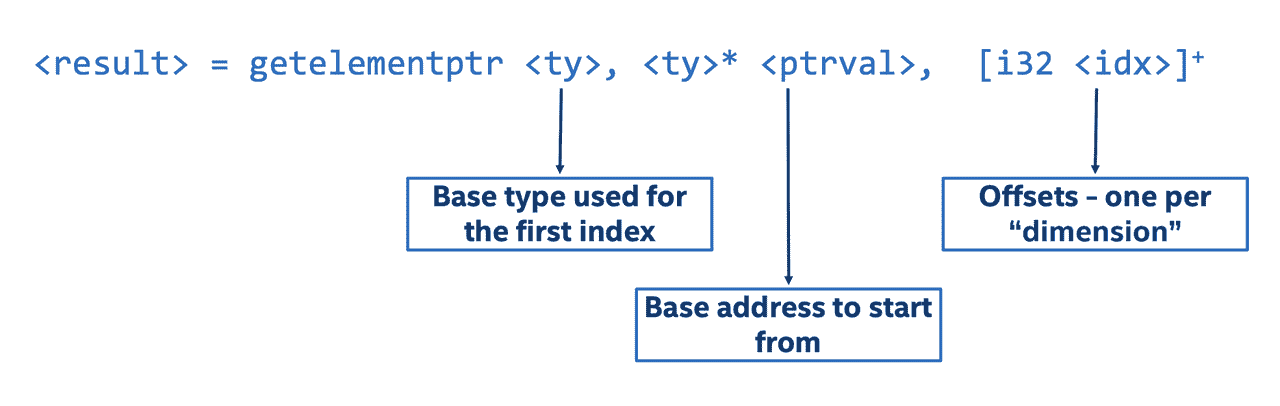 <result> = getelementptr <ty>, <ty>* <ptrval>, [i32 <idx>]+
Base type used for
the first index
Offsets - one per
“dimension”
Base address to start
from